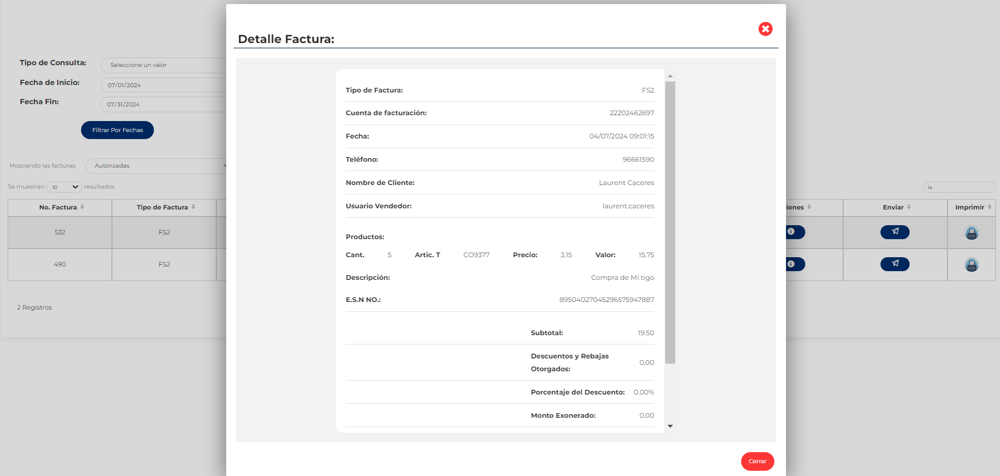 Detalle Factura:
Tipo de Consulta: Seleccione un valor
Fecha de Inicio: 07/01/2024
Fecha Fin: 07/31/2024
Filtrar Por Fechas
Mostrando las facturas: Autorizadas
Se muestran 10 resultados
la
No. Factura Tipo de Factura iones Enviar Imprimir
532 FS2
490 FS2
2 Registros
Tipo de Factura: FS2
Cuenta de facturación: 22202462697
Fecha: 04/07/2024 09:01:15
Teléfono: 96661590
Nombre de Cliente: Laurent Caceres
Usuario Vendedor: laurent.caceres
Productos:
Cant. 5 Artic. T CO9377 Precio: 3.15 Valor: 15.75
Descripción: Compra de Mi tigo
E.S.N NO.: 89504027045296575947887
Subtotal: 19.50
Descuentos y Rebajas
Otorgados: 0.00
Porcentaje del Descuento: 0.00%
Monto Exonerado: 0.00
Cerrar